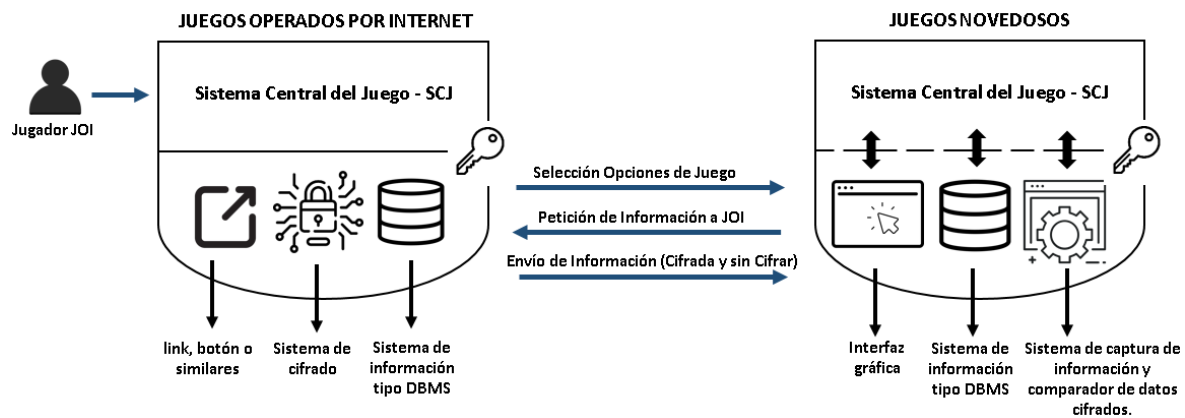 JUEGOS OPERADOS POR INTERNET
JUEGOS NOVEDOSOS
Jugador JOI
Sistema Central del Juego - SCJ
Sistema Central del Juego - SCJ
Selección Opciones de Juego
Petición de Información a JOI
Envío de Información (Cifrada y sin Cifrar)
link, botón o
similares
Sistema de
cifrado
Sistema de
información
tipo DBMS
Interfaz
gráfica
Sistema de
información
tipo DBMS
Sistema de captura de
información y
comparador de datos
cifrados.